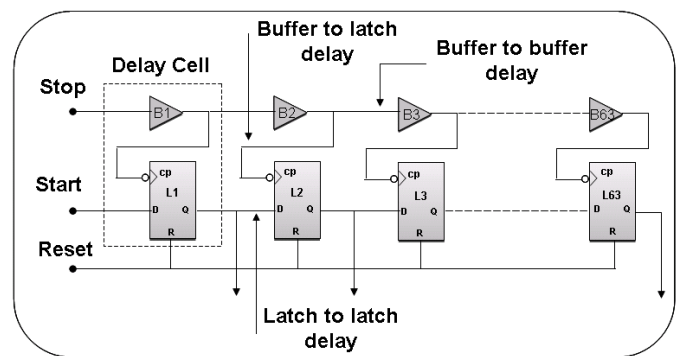 Buffer to latch
delay
Buffer to buffer
delay
Delay Cell
Stop
B1
B2
B3
B63
cp
cp
cp
cp
L1
L2
L3
L63
Start
D
Q
D
Q
D
Q
D
Q
R
R
R
R
Reset
Latch to latch
delay